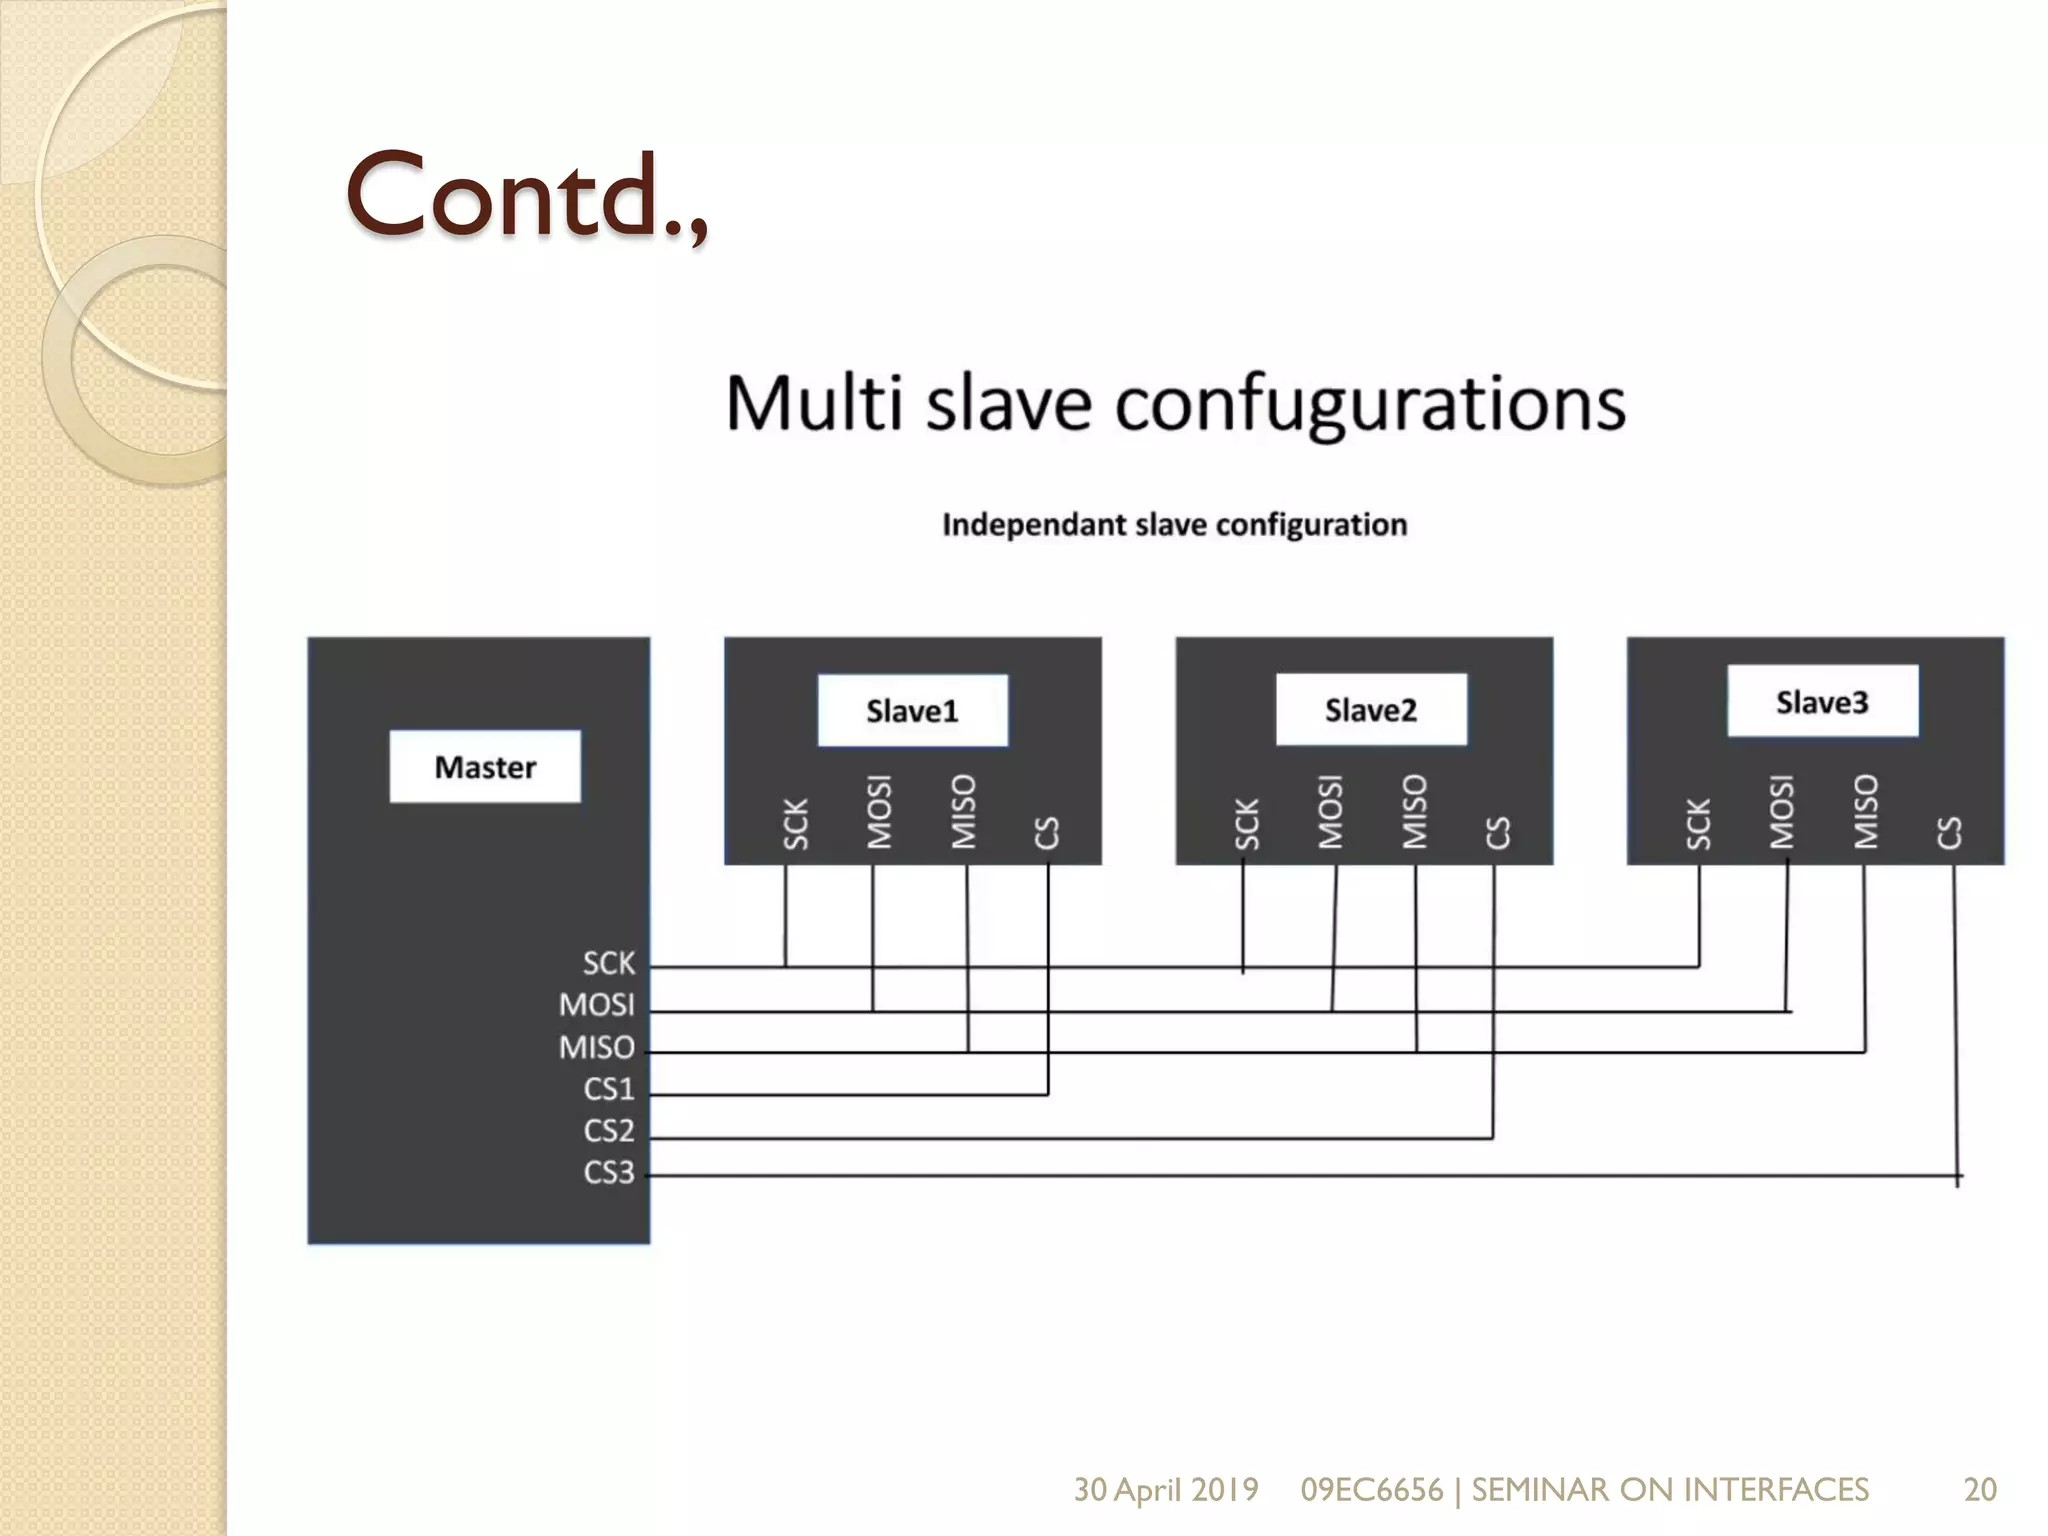 Contd.,
Multi slave confugurations
Independant slave configuration
Master
SCK
MOSI
MISO
CS1
CS2
CS3
Slave1
SCK
MOSI
MISO
CS
Slave2
SCK
MOSI
MISO
CS
Slave3
SCK
MOSI
MISO
CS
30 April 2019 09EC6656 | SEMINAR ON INTERFACES 20